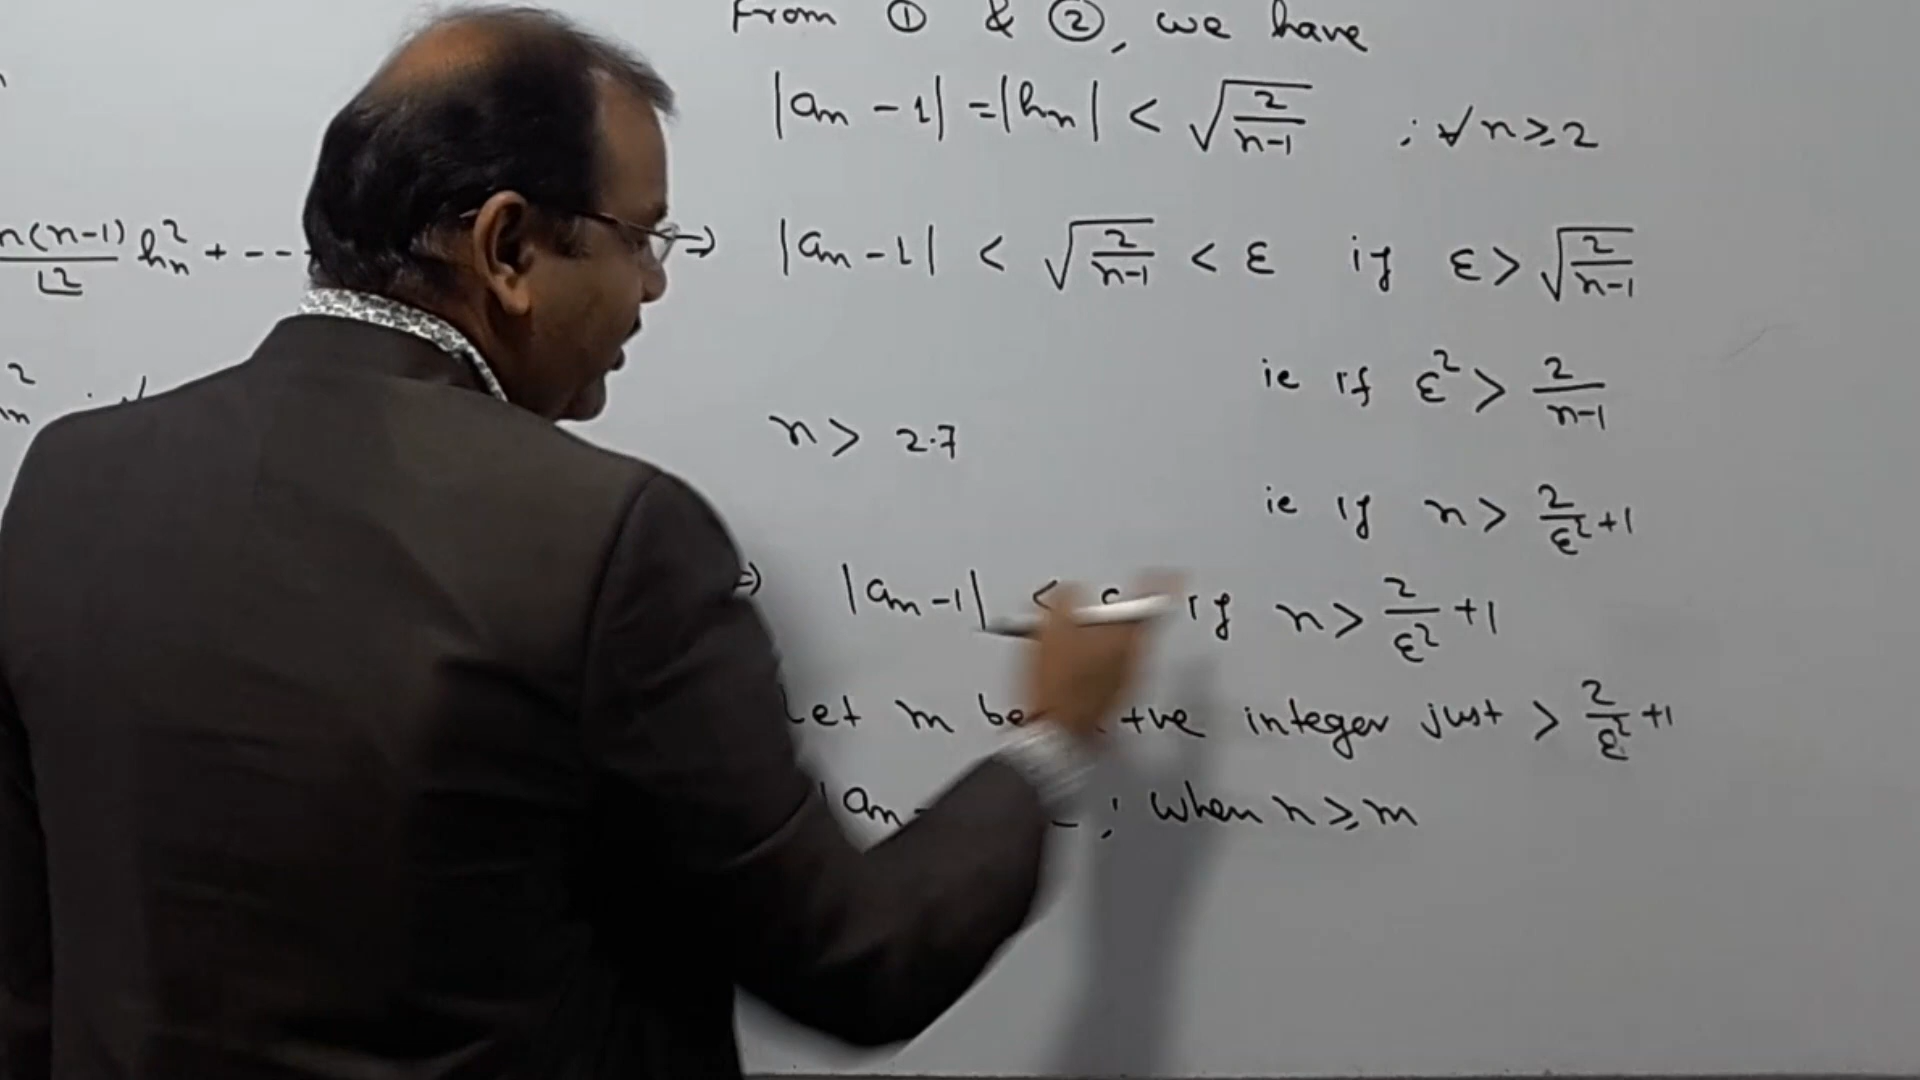 From ① & ②, we have
|aₙ - 1| = |hₙ| < √(2/(n-1)) ; ∀ n ≥ 2
n(n-1)/∟2 hₙ² + ---
⇒ |aₙ - 1| < √(2/(n-1)) < ε if ε > √(2/(n-1))
ie if ε² > 2/(n-1)
n > 2.7
ie if n > 2/ε² + 1
⇒ |aₙ - 1| < if n > 2/ε² + 1
Let m be +ve integer just > 2/ε² + 1
|aₙ - ; when n ≥ m